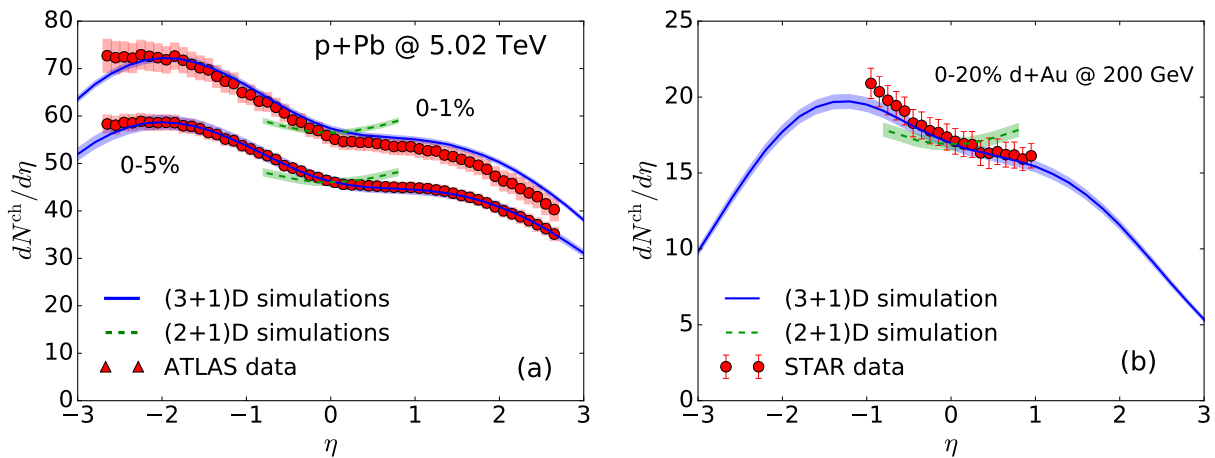 80
70
60
50
40
30
20
10
0
−3 −2 −1 0 1 2 3
dN^ch/dη
η
p+Pb @ 5.02 TeV
0-1%
0-5%
(3+1)D simulations
(2+1)D simulations
ATLAS data
(a)
25
20
15
10
5
0
−3 −2 −1 0 1 2 3
dN^ch/dη
η
0-20% d+Au @ 200 GeV
(3+1)D simulation
(2+1)D simulation
STAR data
(b)